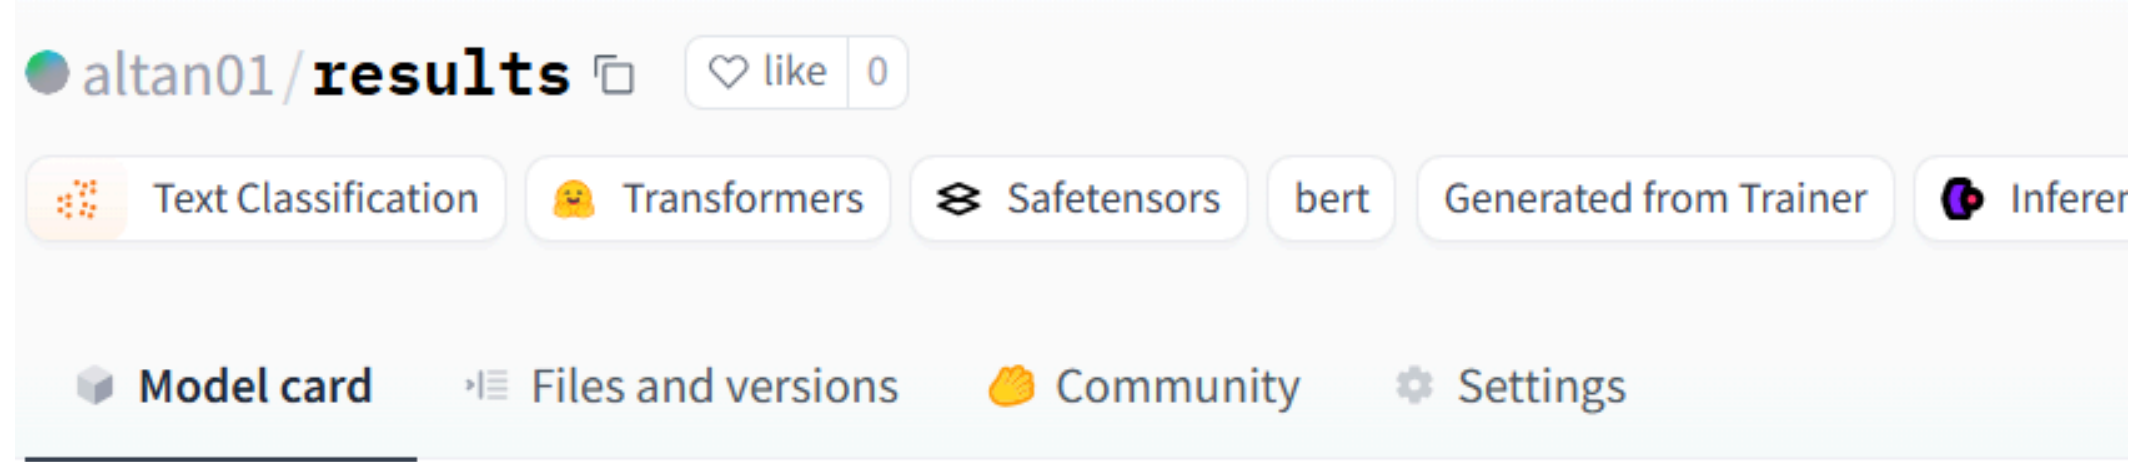 altan01/results like 0
Text Classification Transformers Safetensors bert Generated from Trainer Infere
Model card Files and versions Community Settings